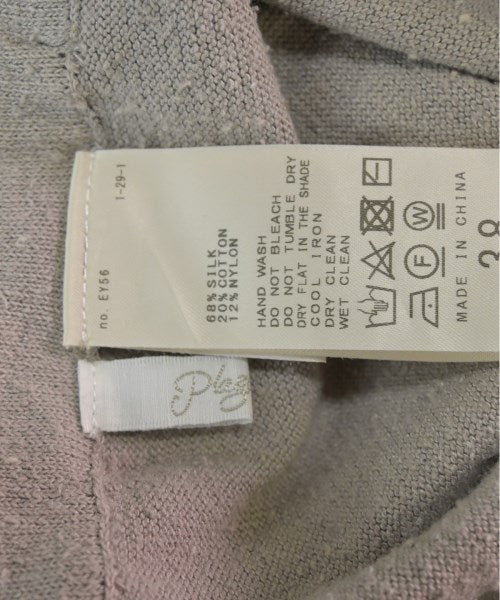 1-29-1
no. EY56
68% SILK
20% COTTON
12% NYLON
HAND WASH
DO NOT BLEACH
DO NOT TUMBLE DRY
DRY FLAT IN THE SHADE
COOL IRON
DRY CLEAN
WET CLEAN
W
F
MADE IN CHINA
38